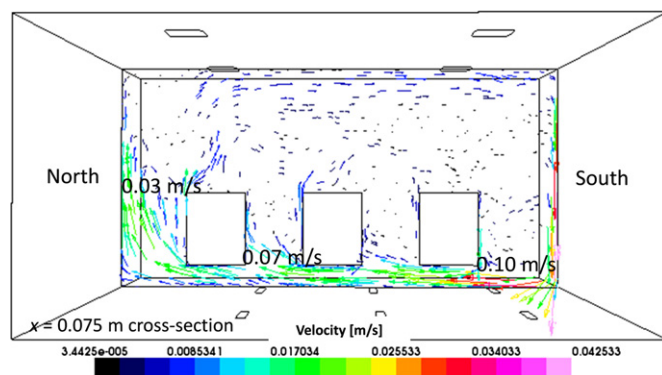 North
South
0.03 m/s
0.07 m/s
0.10 m/s
x = 0.075 m cross-section
Velocity [m/s]
3.4425e-005 0.0085341 0.017034 0.025533 0.034033 0.042533